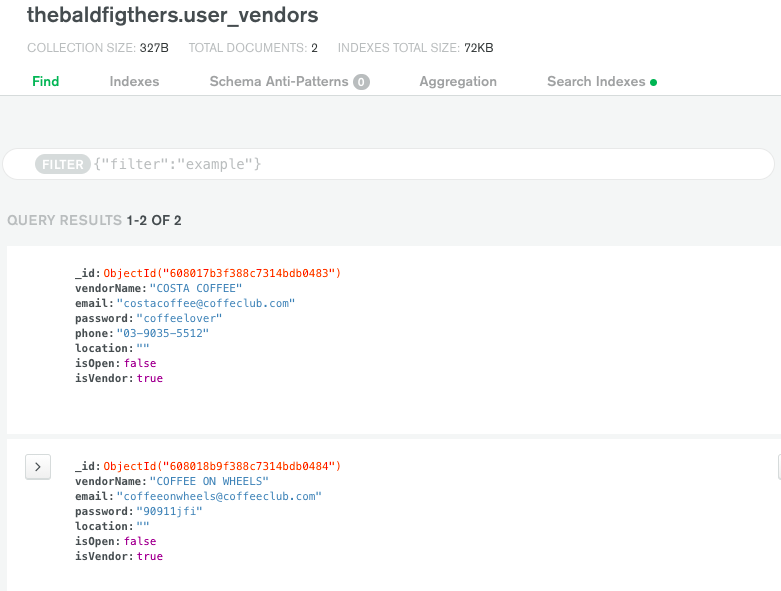 thebaldfigthers.user_vendors
COLLECTION SIZE: 327B TOTAL DOCUMENTS: 2 INDEXES TOTAL SIZE: 72KB
Find Indexes Schema Anti-Patterns 0 Aggregation Search Indexes
FILTER {"filter":"example"}
QUERY RESULTS 1-2 OF 2
_id: ObjectId("608017b3f388c7314bdb0483")
vendorName: "COSTA COFFEE"
email: "costacoffee@coffeclub.com"
password: "coffeelover"
phone: "03-9035-5512"
location: ""
isOpen: false
isVendor: true
_id: ObjectId("608018b9f388c7314bdb0484")
vendorName: "COFFEE ON WHEELS"
email: "coffeeonwheels@coffeeclub.com"
password: "90911jfi"
location: ""
isOpen: false
isVendor: true